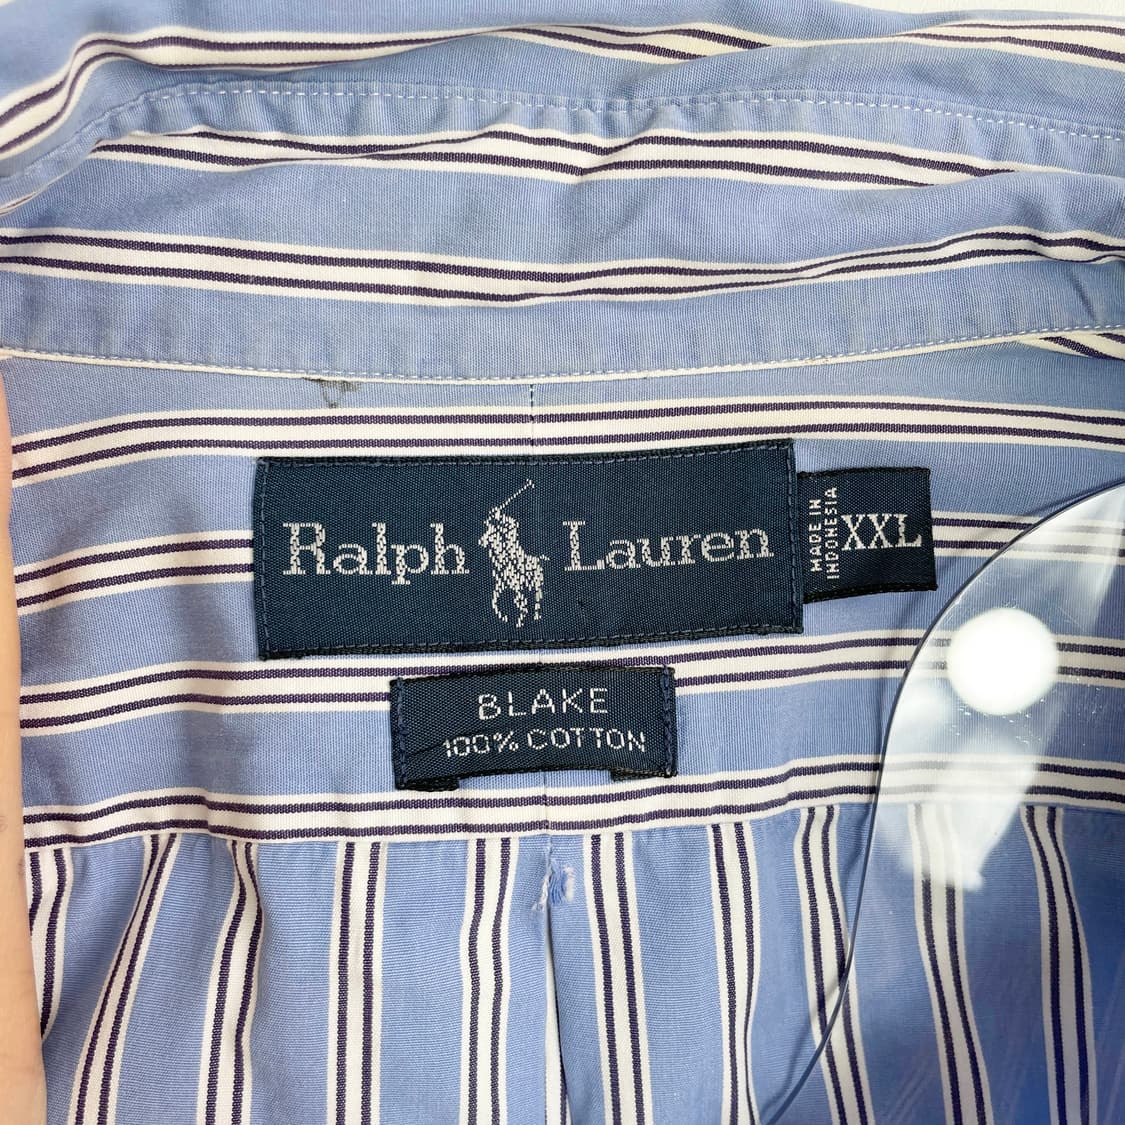 Ralph Lauren
MADE IN
INDONESIA
XXL
BLAKE
100% COTTON